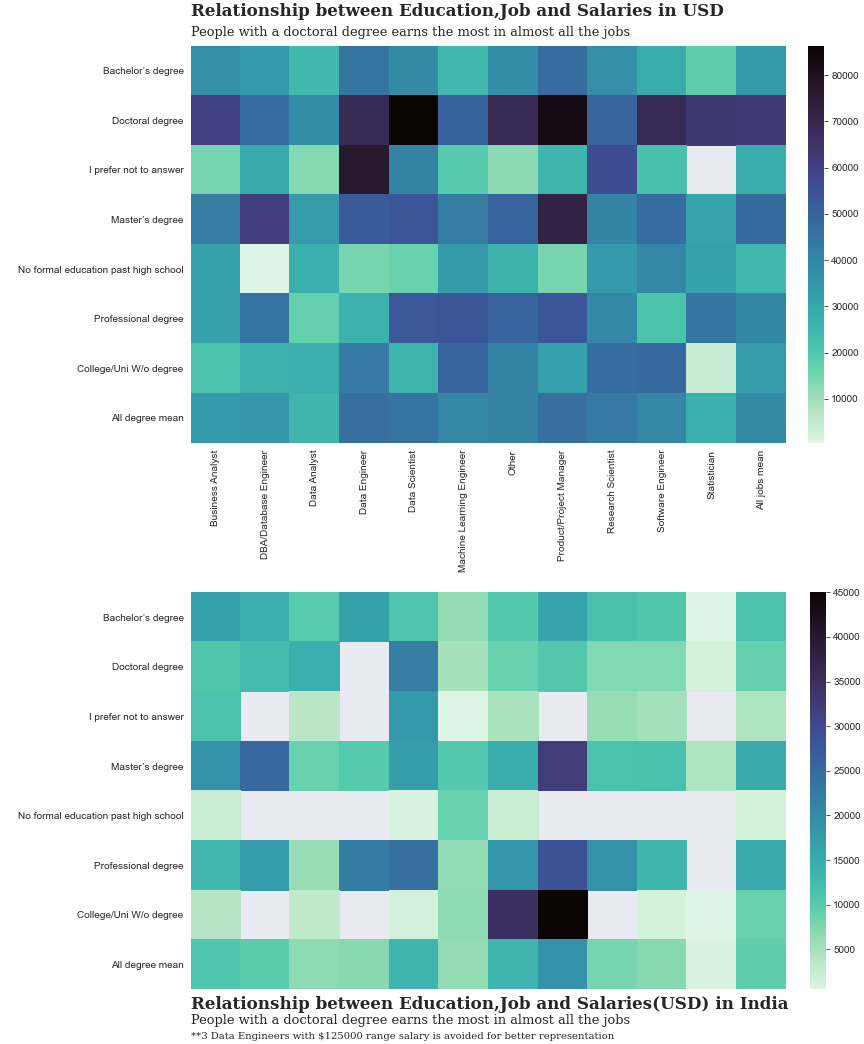 Relationship between Education,Job and Salaries in USD
People with a doctoral degree earns the most in almost all the jobs
Bachelor's degree
Doctoral degree
I prefer not to answer
Master's degree
No formal education past high school
Professional degree
College/Uni W/o degree
All degree mean
80000
70000
60000
50000
40000
30000
20000
10000
Business Analyst
DBA/Database Engineer
Data Analyst
Data Engineer
Data Scientist
Machine Learning Engineer
Other
Product/Project Manager
Research Scientist
Software Engineer
Statistician
All jobs mean
Bachelor's degree
Doctoral degree
I prefer not to answer
Master's degree
No formal education past high school
Professional degree
College/Uni W/o degree
All degree mean
45000
40000
35000
30000
25000
20000
15000
10000
5000
Relationship between Education,Job and Salaries(USD) in India
People with a doctoral degree earns the most in almost all the jobs
**3 Data Engineers with $125000 range salary is avoided for better representation